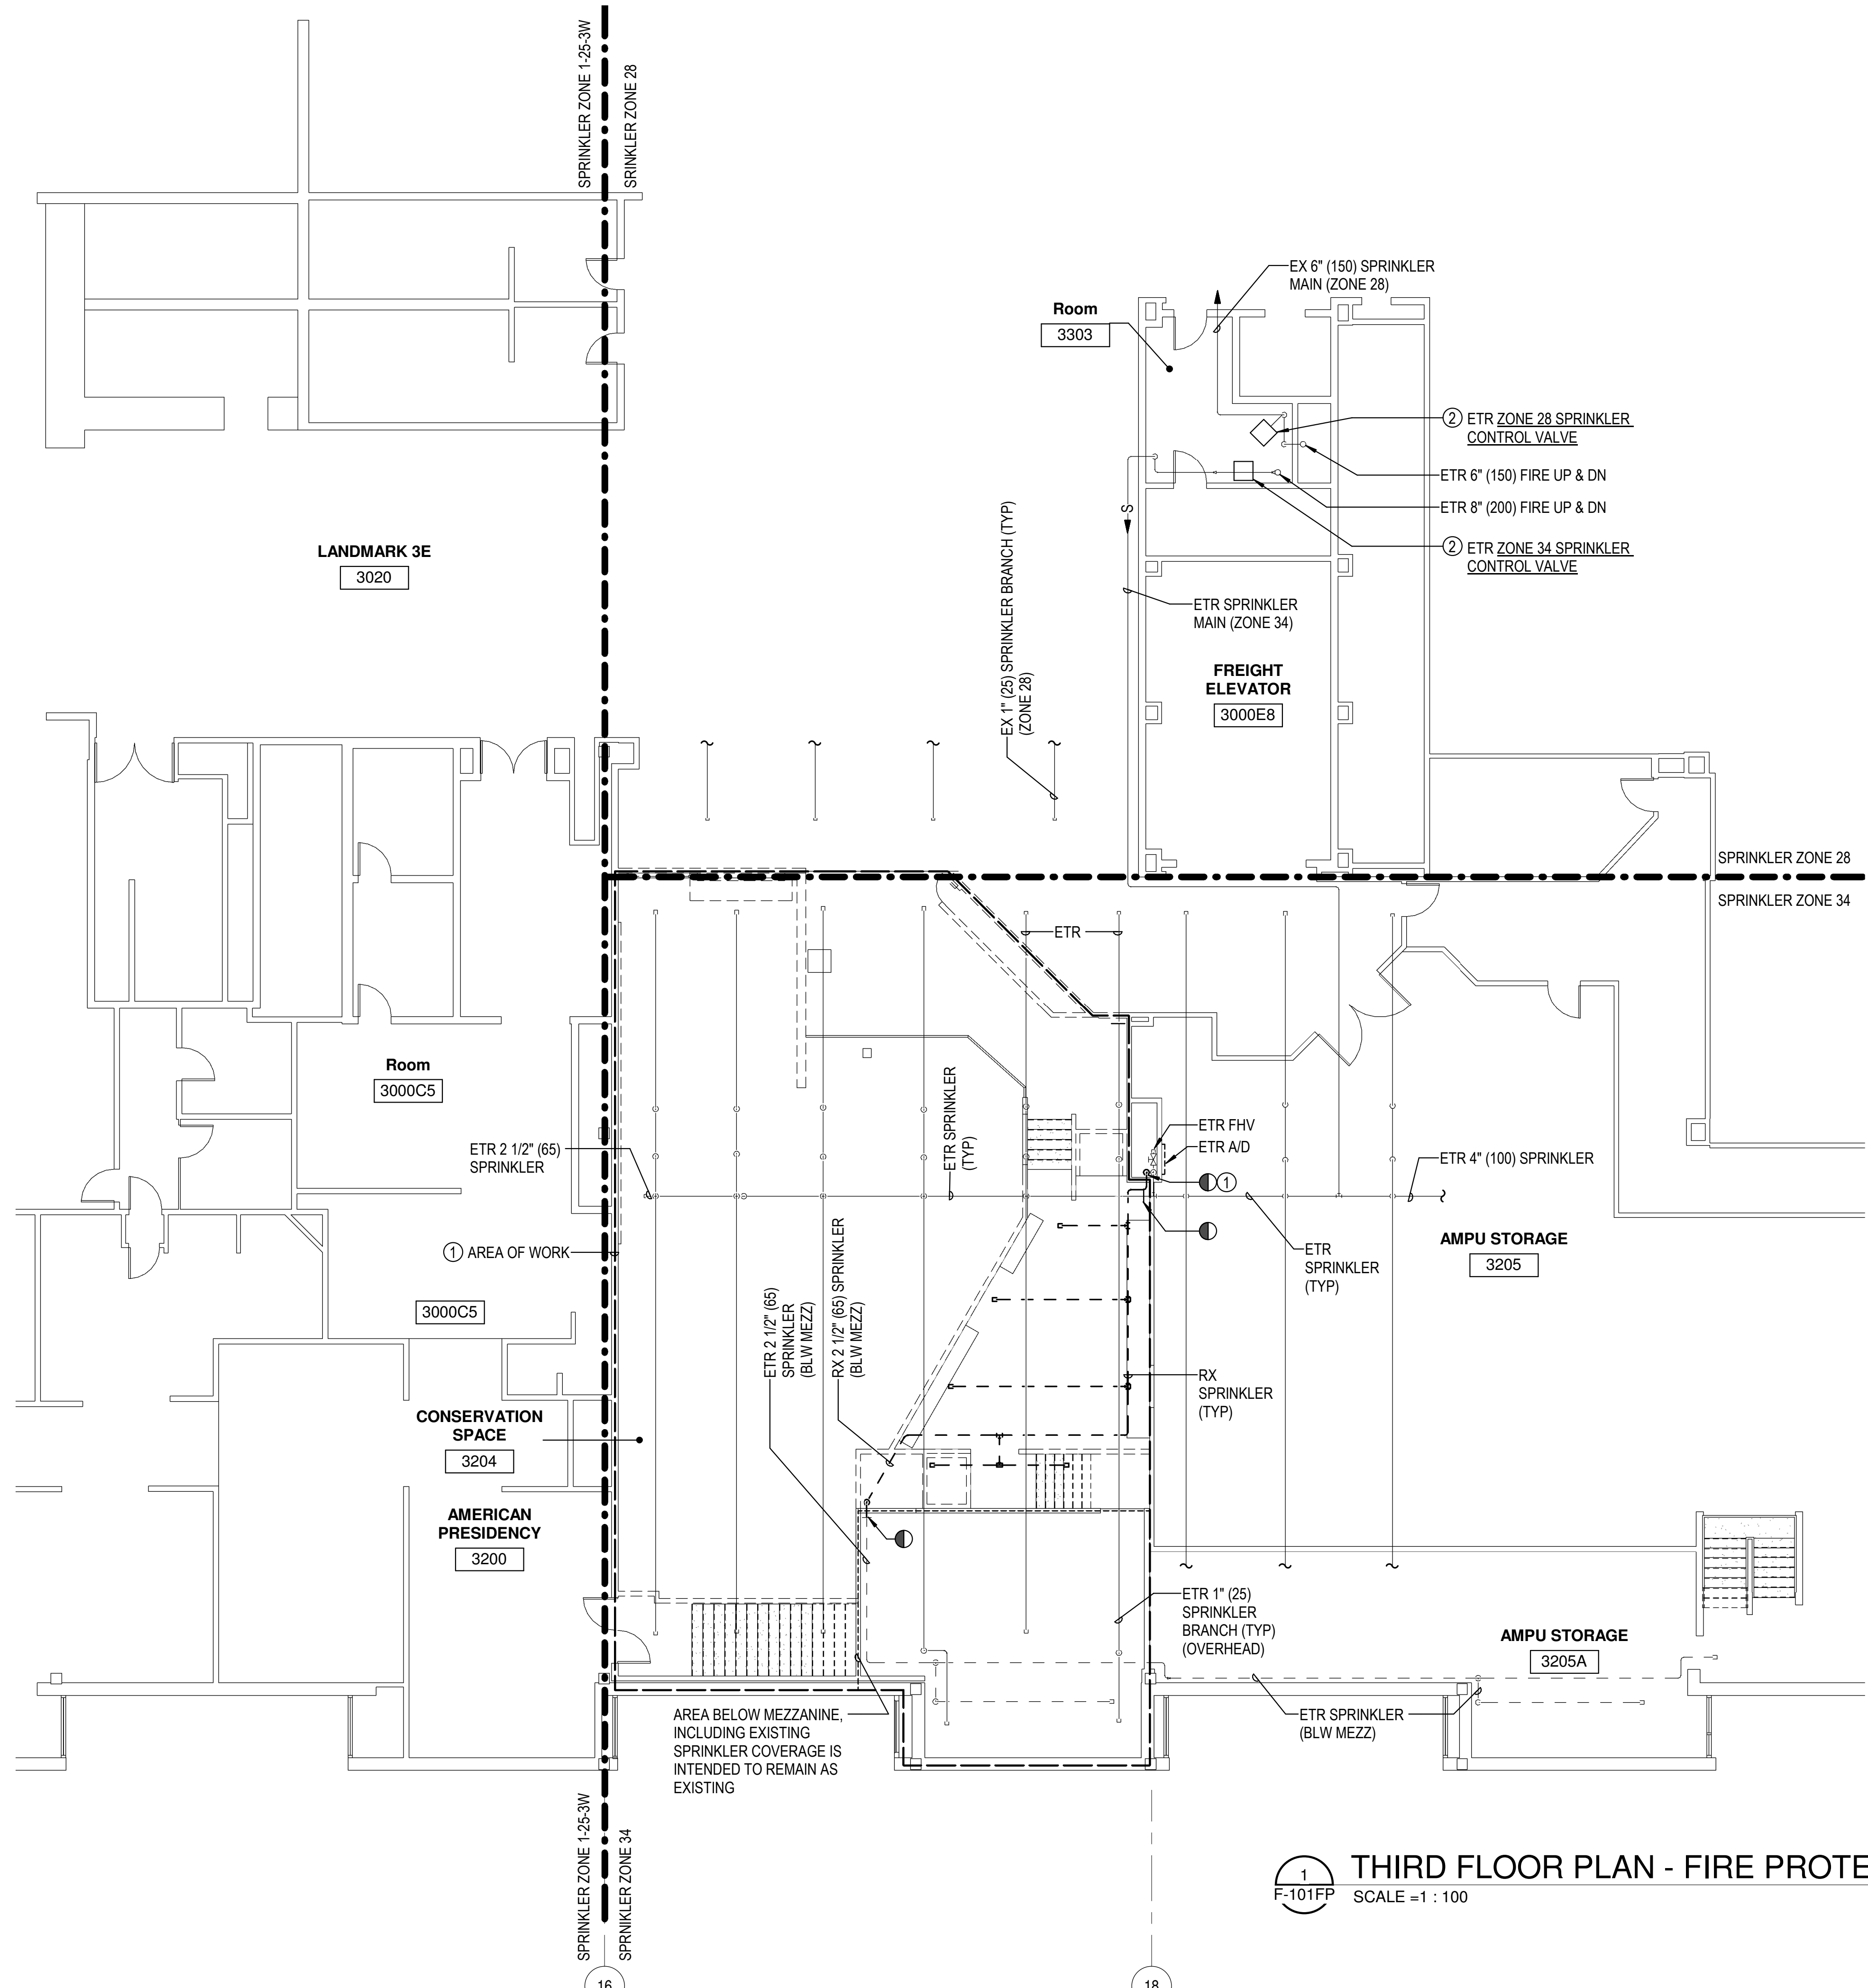 SPRINKLER ZONE 1-25-3W
SRINKLER ZONE 28
EX 6" (150) SPRINKLER
MAIN (ZONE 28)
Room
3303
2 ETR ZONE 28 SPRINKLER
CONTROL VALVE
ETR 6" (150) FIRE UP & DN
ETR 8" (200) FIRE UP & DN
2 ETR ZONE 34 SPRINKLER
CONTROL VALVE
S
LANDMARK 3E
3020
EX 1" (25) SPRINKLER BRANCH (TYP)
(ZONE 28)
ETR SPRINKLER
MAIN (ZONE 34)
FREIGHT
ELEVATOR
3000E8
SPRINKLER ZONE 28
SPRINKLER ZONE 34
ETR
Room
3000C5
ETR 2 1/2" (65)
SPRINKLER
ETR SPRINKLER
(TYP)
ETR FHV
ETR A/D
1
ETR 4" (100) SPRINKLER
1 AREA OF WORK
3000C5
ETR
SPRINKLER
(TYP)
AMPU STORAGE
3205
ETR 2 1/2" (65)
SPRINKLER
(BLW MEZZ)
RX 2 1/2" (65) SPRINKLER
(BLW MEZZ)
RX
SPRINKLER
(TYP)
CONSERVATION
SPACE
3204
AMERICAN
PRESIDENCY
3200
ETR 1" (25)
SPRINKLER
BRANCH (TYP)
(OVERHEAD)
AMPU STORAGE
3205A
AREA BELOW MEZZANINE,
INCLUDING EXISTING
SPRINKLER COVERAGE IS
INTENDED TO REMAIN AS
EXISTING
ETR SPRINKLER
(BLW MEZZ)
SPRINKLER ZONE 1-25-3W
SPRNIKLER ZONE 34
1
F-101FP
THIRD FLOOR PLAN - FIRE PROTE
SCALE =1 : 100
16
18